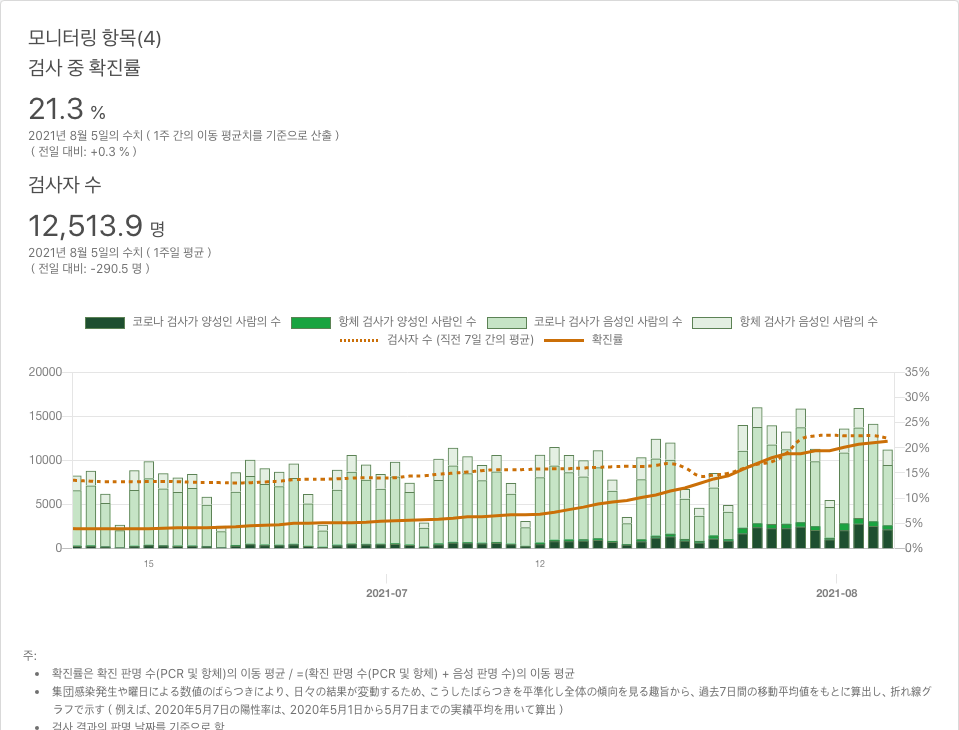 모니터링 항목(4)
검사 중 확진률
21.3 %
2021년 8월 5일의 수치 ( 1주 간의 이동 평균치를 기준으로 산출 )
( 전일 대비: +0.3 % )
검사자 수
12,513.9 명
2021년 8월 5일의 수치 ( 1주일 평균 )
( 전일 대비: -290.5 명 )
코로나 검사가 양성인 사람의 수 항체 검사가 양성인 사람인 수 코로나 검사가 음성인 사람의 수 항체 검사가 음성인 사람의 수
검사자 수 (직전 7일 간의 평균) 확진률
20000 35%
30%
15000
25%
20%
10000
15%
10%
5000
5%
0 0%
15 12
2021-07 2021-08
주:
• 확진률은 확진 판명 수(PCR 및 항체)의 이동 평균 / =(확진 판명 수(PCR 및 항체) + 음성 판명 수)의 이동 평균
• 集団感染発生や曜日による数値のばらつきにより、日々の結果が変動するため、こうしたばらつきを平準化し全体の傾向を見る趣旨から、過去7日間の移動平均値をもとに算出し、折れ線グ
ラフで示す ( 例えば、2020年5月7日の陽性率は、2020年5月1日から5月7日までの実績平均を用いて算出 )
• 검사 결과의 판명 날짜를 기준으로 함